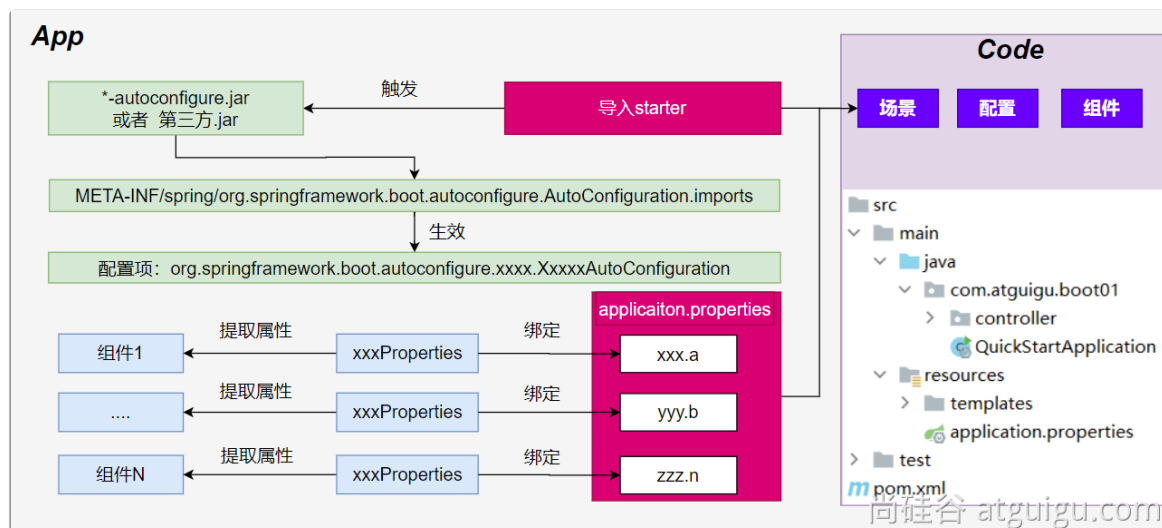 App
*-autoconfigure.jar
或者 第三方.jar
触发
导入starter
META-INF/spring/org.springframework.boot.autoconfigure.AutoConfiguration.imports
生效
配置项：org.springframework.boot.autoconfigure.xxxx.XxxxxAutoConfiguration
applicaiton.properties
组件1
提取属性
xxxProperties
绑定
xxx.a
....
提取属性
xxxProperties
绑定
yyy.b
组件N
提取属性
xxxProperties
绑定
zzz.n
Code
场景
配置
组件
src
main
java
com.atguigu.boot01
controller
QuickStartApplication
resources
templates
application.properties
test
pom.xml
尚硅谷 atguigu.com